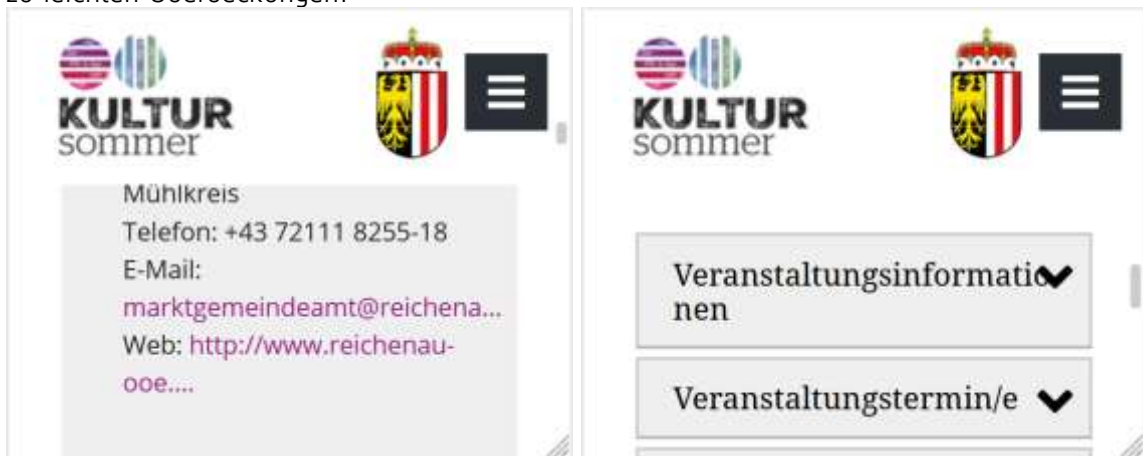 zu leichten Überdeckungen.
KULTUR
sommer
Mühlkreis
Telefon: +43 72111 8255-18
E-Mail:
marktgemeindeamt@reichena...
Web: http://www.reichenau-
ooe....
KULTUR
sommer
Veranstaltungsinformatio
nen
Veranstaltungstermin/e